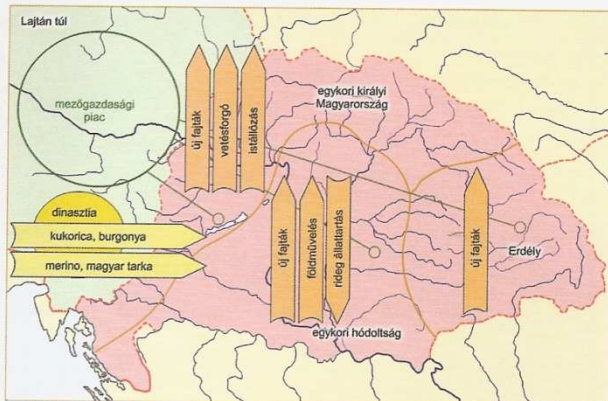 Lajtán túl
mezőgazdasági
piac
új fajták
vetésforgó
istállózás
egykori királyi
Magyarország
dinasztia
kukorica, burgonya
merino, magyar tarka
új fajták
földművelés
rideg állattartás
új fajták
Erdély
egykori hódoltság